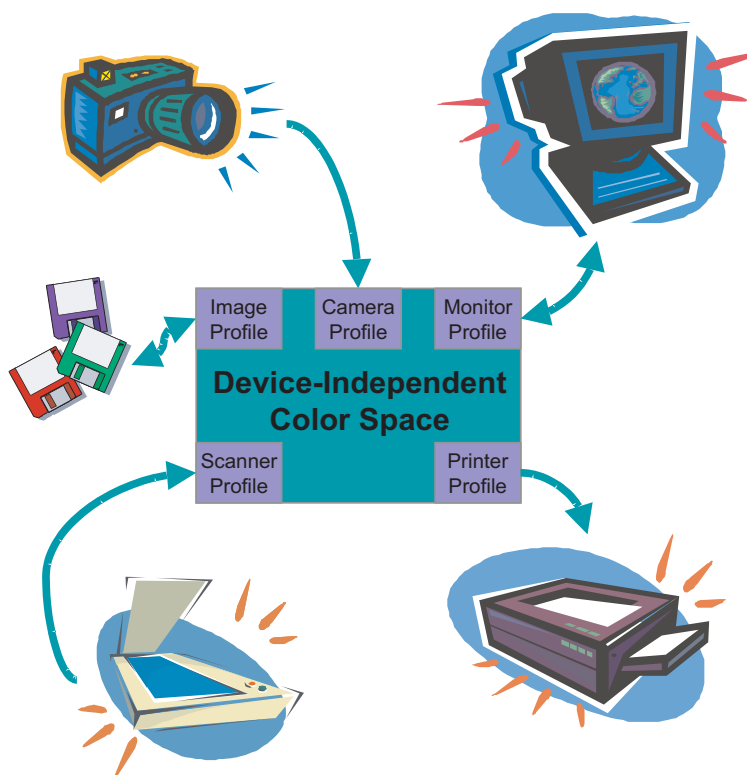 Image
Profile
Camera
Profile
Monitor
Profile
Device-Independent
Color Space
Scanner
Profile
Printer
Profile